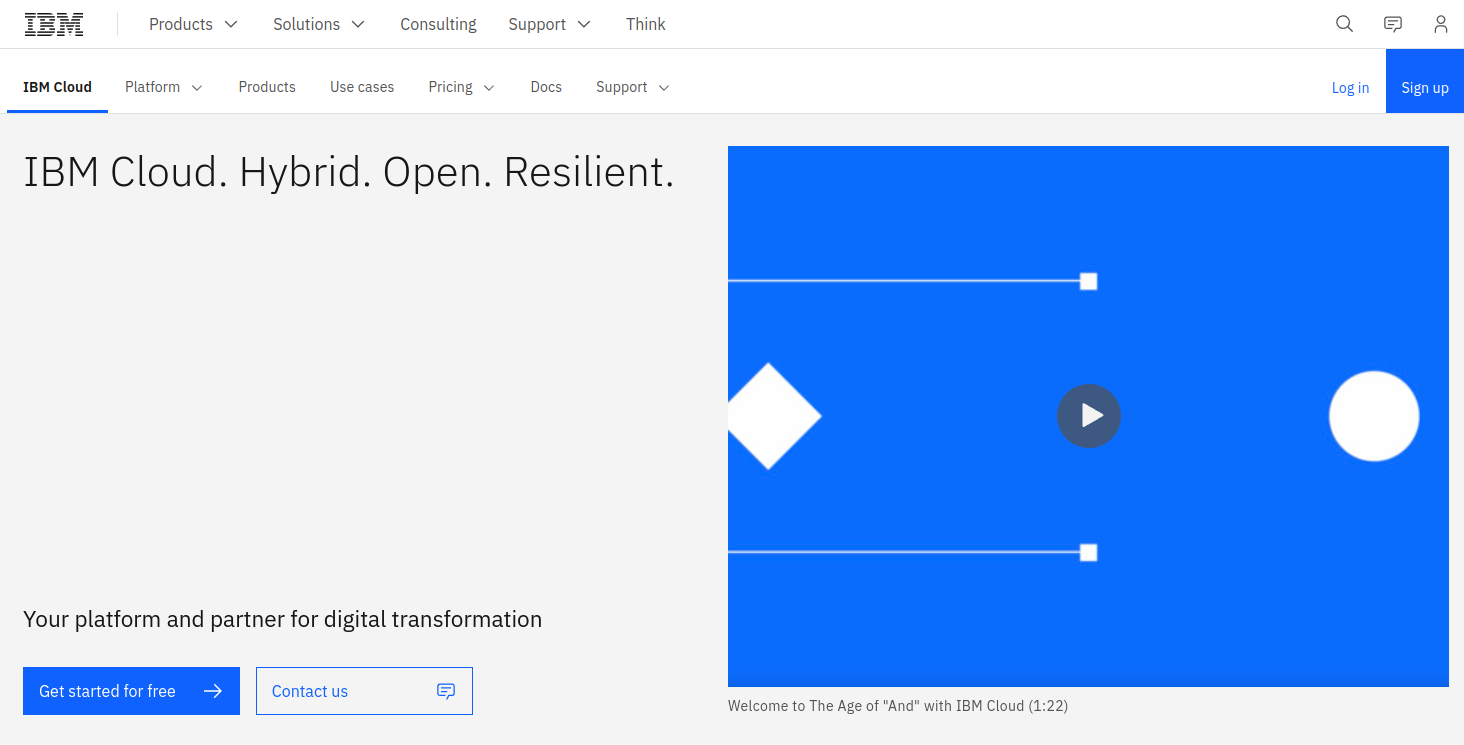 IBM
Products
Solutions
Consulting
Support
Think
IBM Cloud
Platform
Products
Use cases
Pricing
Docs
Support
Log in
Sign up
IBM Cloud. Hybrid. Open. Resilient.
Your platform and partner for digital transformation
Get started for free
Contact us
Welcome to The Age of "And" with IBM Cloud (1:22)